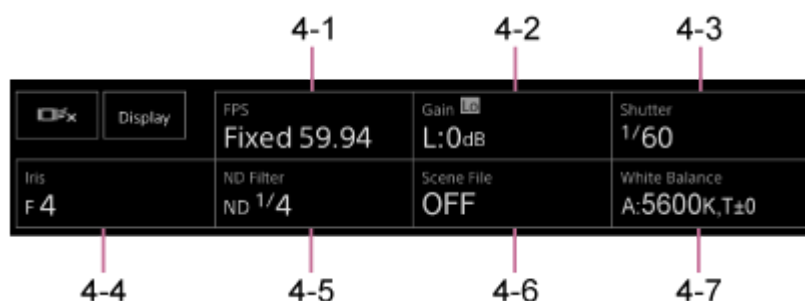 4-1 4-2 4-3
Display
FPS
Fixed 59.94
Gain Lo
L:0dB
Shutter
1/60
Iris
F 4
ND Filter
ND 1/4
Scene File
OFF
White Balance
A:5600K,T±0
4-4 4-5 4-6 4-7